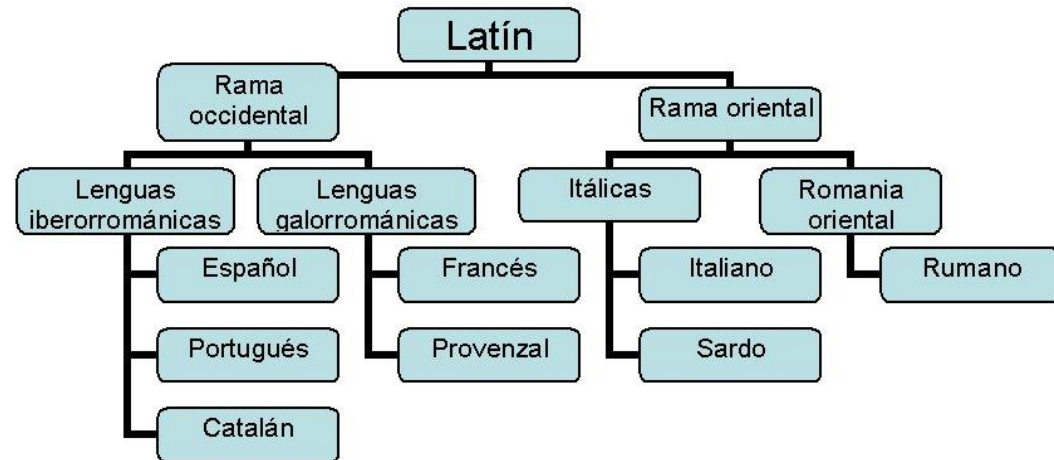 Latín
Rama
occidental
Rama oriental
Lenguas
iberorrománicas
Lenguas
galorrománicas
Itálicas
Romania
oriental
Español
Francés
Italiano
Rumano
Portugués
Provenzal
Sardo
Catalán